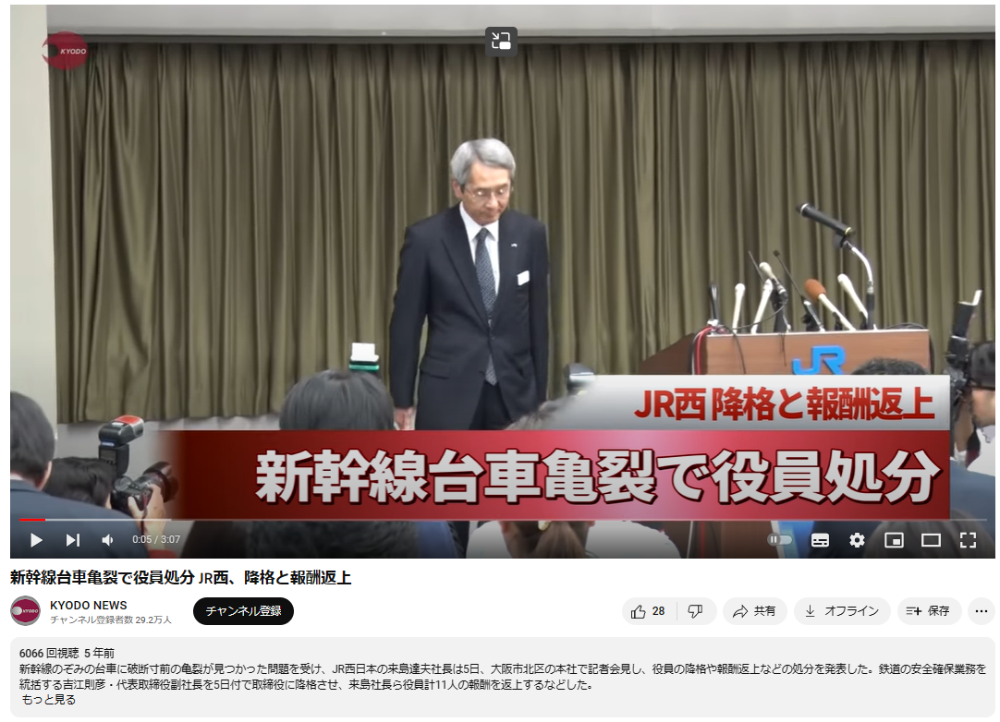 KYODO
JR
JR西 降格と報酬返上
新幹線台車亀裂で役員処分
0:05 / 3:07
新幹線台車亀裂で役員処分 JR西、降格と報酬返上
KYODO
KYODO NEWS
チャンネル登録者数 29.2万人
チャンネル登録
28
共有
オフライン
保存
6066 回視聴 5 年前
新幹線のぞみの台車に破断寸前の亀裂が見つかった問題を受け、JR西日本の来島達夫社長は5日、大阪市北区の本社で記者会見し、役員の降格や報酬返上などの処分を発表した。鉄道の安全確保業務を
統括する吉江則彦・代表取締役副社長を5日付で取締役に降格させ、来島社長ら役員計11人の報酬を返上するなどした。
もっと見る